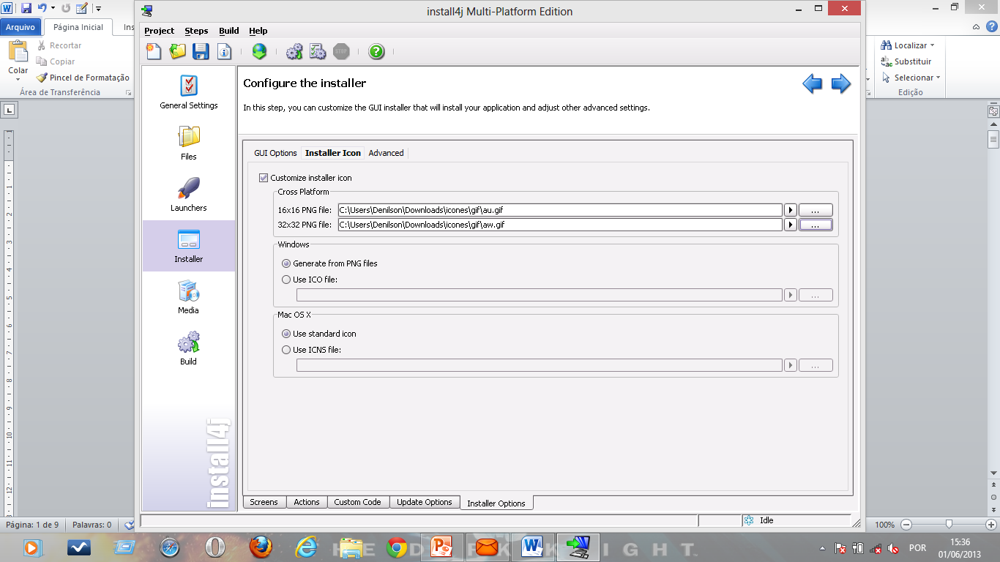 install4j Multi-Platform Edition
Arquivo
Página Inicial
Ins
Project Steps Build Help
Recortar
Copiar
Colar
Pincel de Formatação
Área de Transferência
Localizar
Substituir
Selecionar
Edição
STOP
General Settings
Files
Launchers
Installer
Media
Build
install4j
Configure the installer
In this step, you can customize the GUI installer that will install your application and adjust other advanced settings.
GUI Options Installer Icon Advanced
Customize installer icon
Cross Platform
16x16 PNG file: C:\Users\Denilson\Downloads\icones\gif\au.gif ...
32x32 PNG file: C:\Users\Denilson\Downloads\icones\gif\aw.gif ...
Windows
Generate from PNG files
Use ICO file:
...
Mac OS X
Use standard icon
Use ICNS file:
...
Screens Actions Custom Code Update Options Installer Options
Idle
Página: 1 de 9 Palavras: 0
100%
POR
15:36
01/06/2013